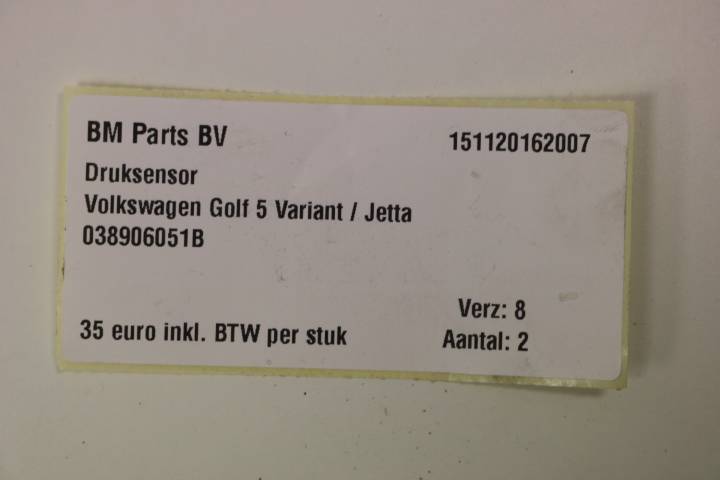 BM Parts BV 151120162007
Druksensor
Volkswagen Golf 5 Variant / Jetta
038906051B
Verz: 8
35 euro inkl. BTW per stuk Aantal: 2